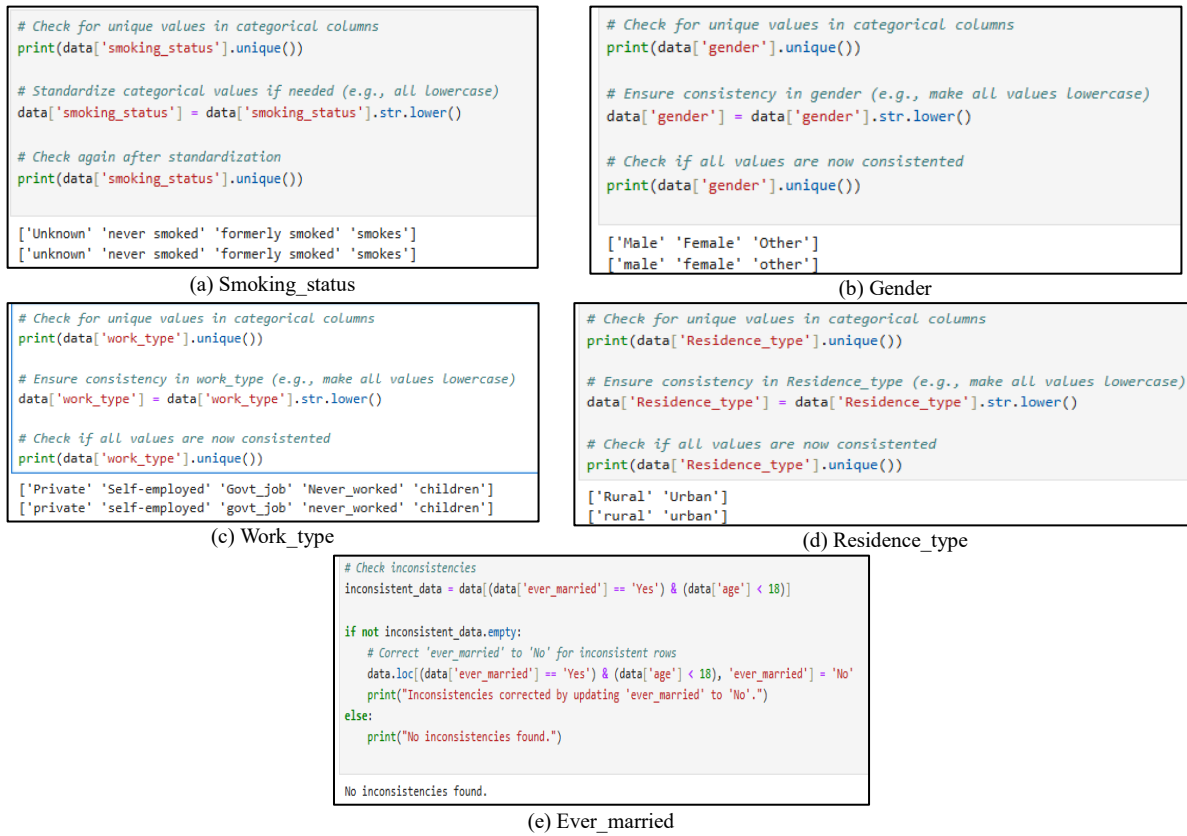 # Check for unique values in categorical columns
print(data['smoking_status'].unique())
# Standardize categorical values if needed (e.g., all lowercase)
data['smoking_status'] = data['smoking_status'].str.lower()
# Check again after standardization
print(data['smoking_status'].unique())
['Unknown' 'never smoked' 'formerly smoked' 'smokes']
['unknown' 'never smoked' 'formerly smoked' 'smokes']
(a) Smoking_status
# Check for unique values in categorical columns
print(data['gender'].unique())
# Ensure consistency in gender (e.g., make all values lowercase)
data['gender'] = data['gender'].str.lower()
# Check if all values are now consistented
print(data['gender'].unique())
['Male' 'Female' 'Other']
['male' 'female' 'other']
(b) Gender
# Check for unique values in categorical columns
print(data['work_type'].unique())
# Ensure consistency in work_type (e.g., make all values lowercase)
data['work_type'] = data['work_type'].str.lower()
# Check if all values are now consistented
print(data['work_type'].unique())
['Private' 'Self-employed' 'Govt_job' 'Never_worked' 'children']
['private' 'self-employed' 'govt_job' 'never_worked' 'children']
(c) Work_type
# Check for unique values in categorical columns
print(data['Residence_type'].unique())
# Ensure consistency in Residence_type (e.g., make all values lowercase)
data['Residence_type'] = data['Residence_type'].str.lower()
# Check if all values are now consistented
print(data['Residence_type'].unique())
['Rural' 'Urban']
['rural' 'urban']
(d) Residence_type
# Check inconsistencies
inconsistent_data = data[(data['ever_married'] == 'Yes') & (data['age'] < 18)]
if not inconsistent_data.empty:
# Correct 'ever_married' to 'No' for inconsistent rows
data.loc[(data['ever_married'] == 'Yes') & (data['age'] < 18), 'ever_married'] = 'No'
print("Inconsistencies corrected by updating 'ever_married' to 'No'.")
else:
print("No inconsistencies found.")
No inconsistencies found.
(e) Ever_married